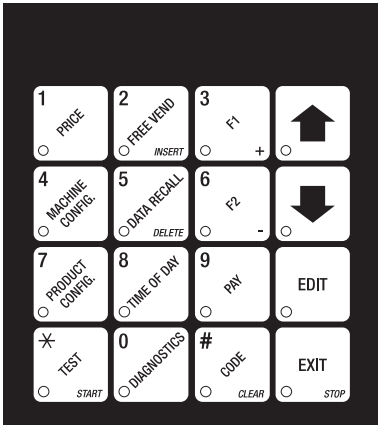 1
PRICE
2
FREE VEND
INSERT
3
F1
+
4
MACHINE
CONFIG.
5
DATA RECALL
DELETE
6
F2
-
7
PRODUCT
CONFIG.
8
TIME OF DAY
9
PAY
EDIT
*
TEST
START
0
DIAGNOSTICS
#
CODE
CLEAR
EXIT
STOP